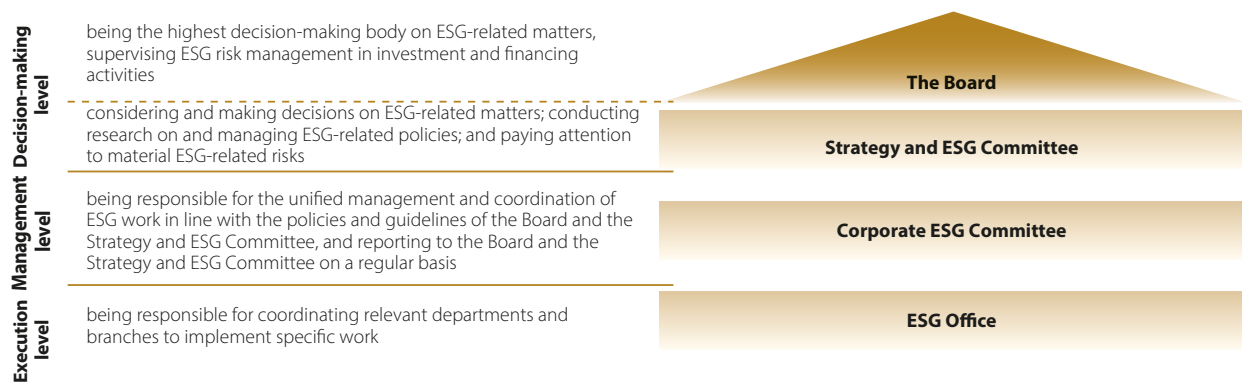 Decision-making
level
being the highest decision-making body on ESG-related matters,
supervising ESG risk management in investment and financing
activities
The Board
considering and making decisions on ESG-related matters; conducting
research on and managing ESG-related policies; and paying attention
to material ESG-related risks
Strategy and ESG Committee
Management
level
being responsible for the unified management and coordination of
ESG work in line with the policies and guidelines of the Board and the
Strategy and ESG Committee, and reporting to the Board and the
Strategy and ESG Committee on a regular basis
Corporate ESG Committee
Execution
level
being responsible for coordinating relevant departments and
branches to implement specific work
ESG Office